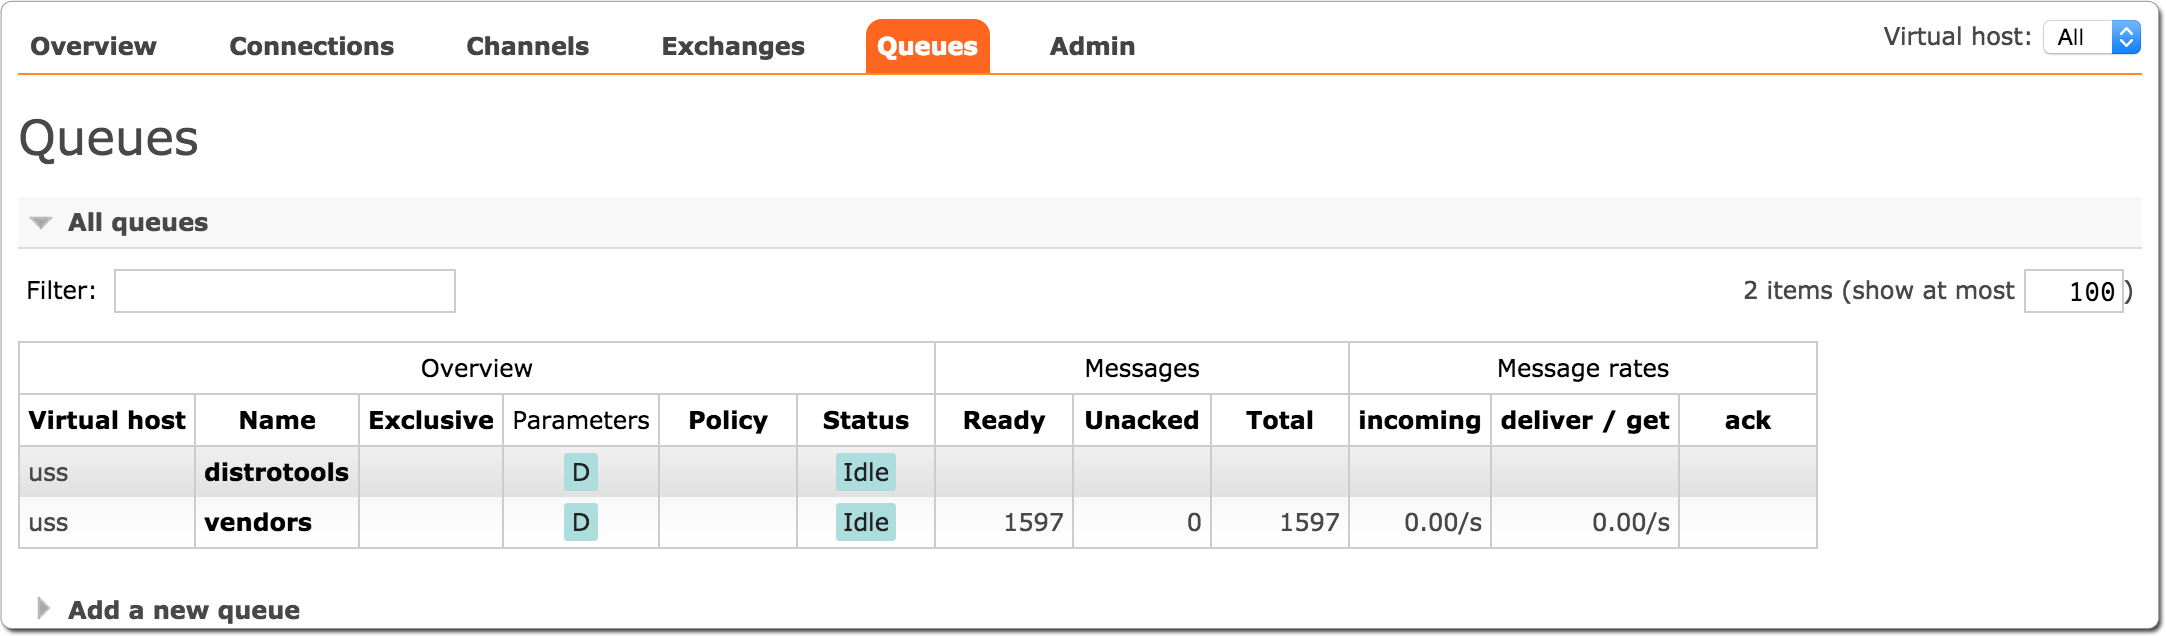 Overview Connections Channels Exchanges Queues Admin Virtual host: All
Queues
All queues
Filter: 2 items (show at most 100 )
Overview Messages Message rates
Virtual host Name Exclusive Parameters Policy Status Ready Unacked Total incoming deliver / get ack
uss distrotools D Idle
uss vendors D Idle 1597 0 1597 0.00/s 0.00/s
Add a new queue